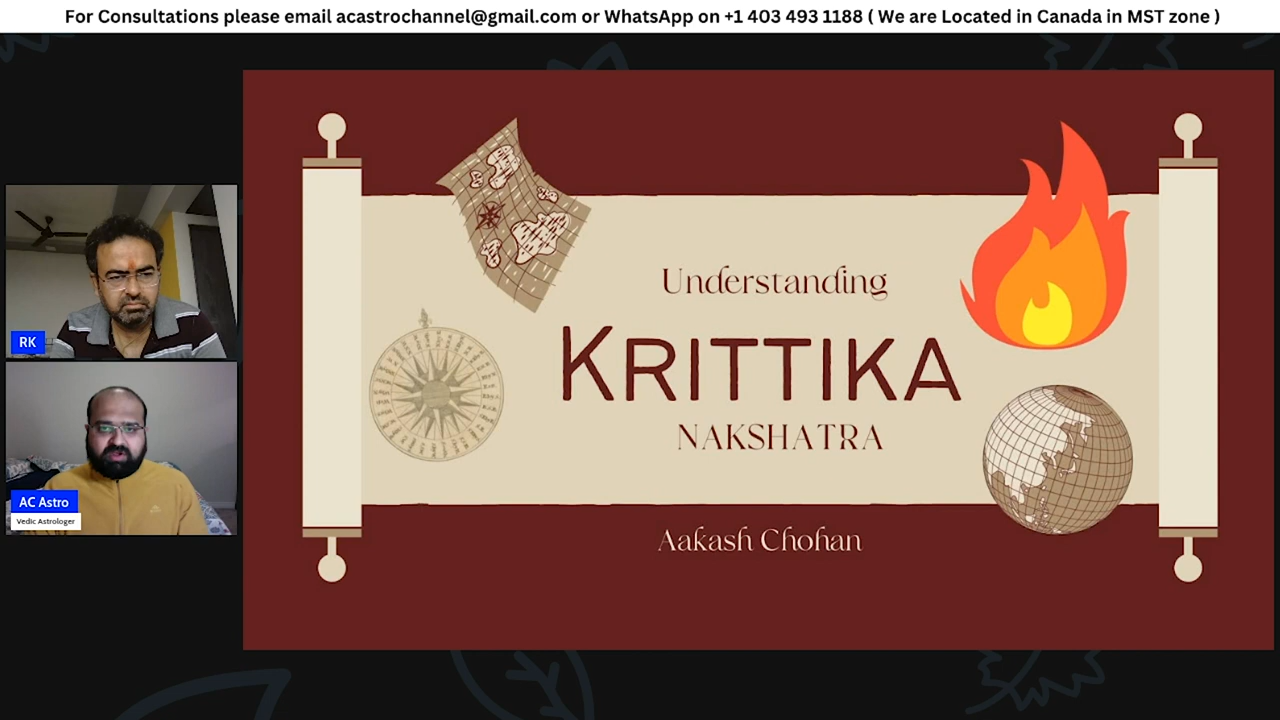 For Consultations please email acastrochannel@gmail.com or WhatsApp on +1 403 493 1188 ( We are Located in Canada in MST zone )
RK
AC Astro
Vedic Astrologer
Understanding
KRITTIKA
NAKSHATRA
Aakash Chohan